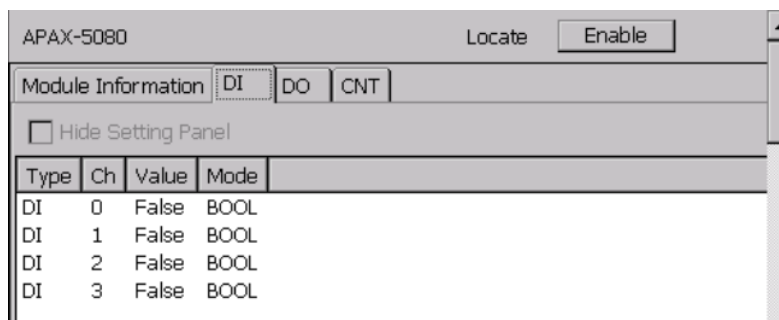 APAX-5080 Locate Enable
Module Information DI DO CNT
Hide Setting Panel
Type Ch Value Mode
DI 0 False BOOL
DI 1 False BOOL
DI 2 False BOOL
DI 3 False BOOL